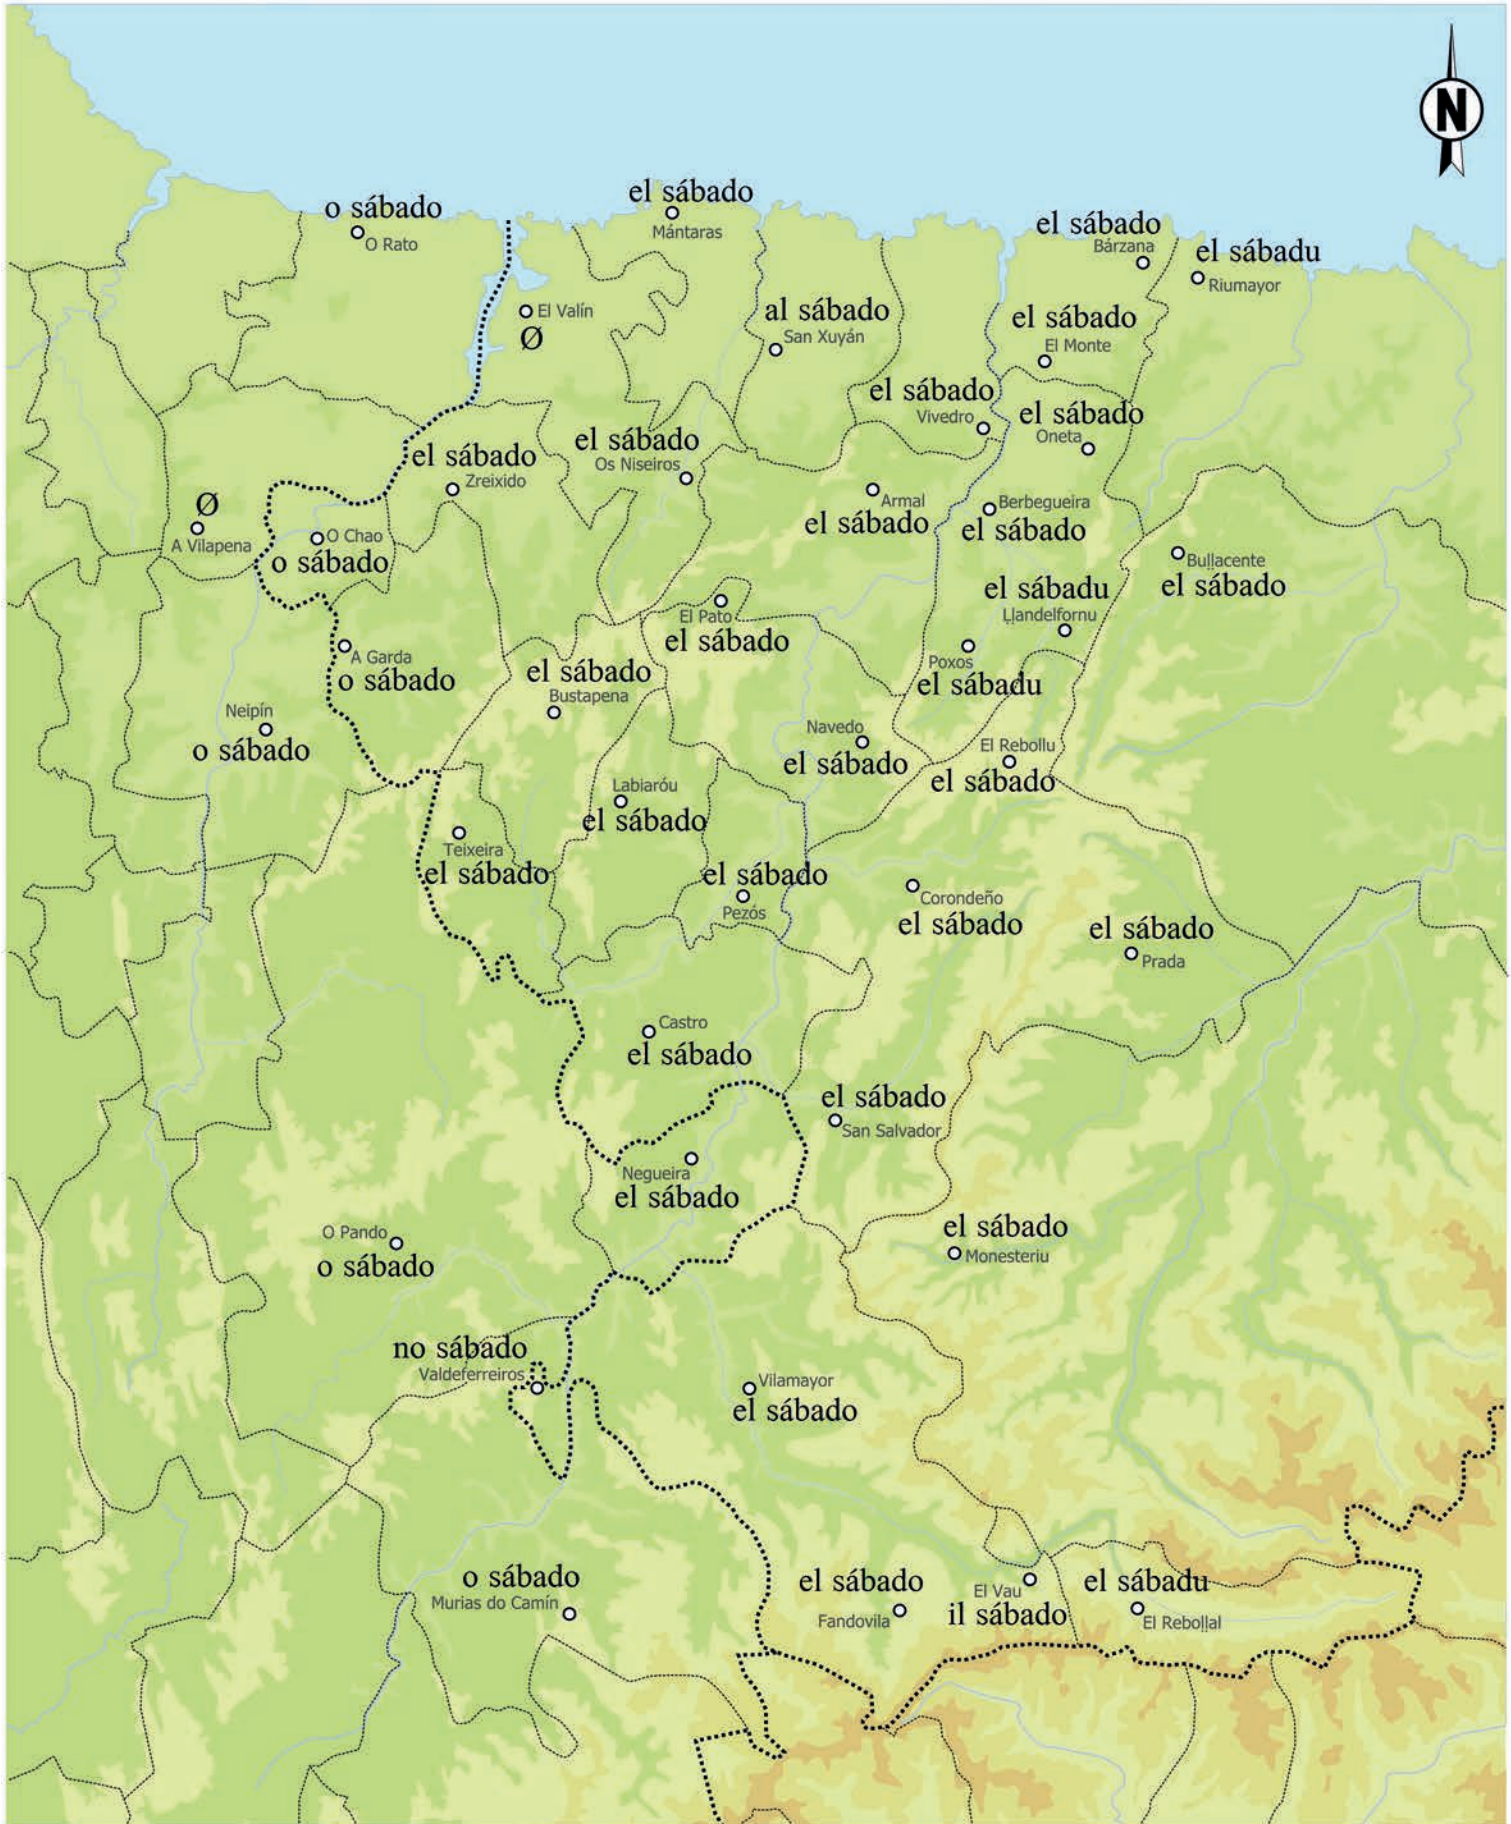 N
el sábado
Mántaras
o sábado
O Rato
el sábado
Bárzana
el sábadu
Riumayor
El Valín
Ø
al sábado
San Xuyán
el sábado
El Monte
el sábado
Vivedro
el sábado
Oneta
el sábado
Os Niseiros
el sábado
Zreixido
Ø
A Vilapena
Armal
el sábado
Berbegueira
el sábado
O Chao
o sábado
Buḷḷacente
el sábado
el sábadu
Ḷḷandelfornu
El Pato
el sábado
A Garda
o sábado
el sábado
Bustapena
Poxos
el sábadu
Neipín
o sábado
Navedo
el sábado
El Rebollu
el sábado
Labiaróu
el sábado
Teixeira
el sábado
el sábado
Pezós
Corondeño
el sábado
el sábado
Prada
Castro
el sábado
el sábado
San Salvador
Negueira
el sábado
O Pando
o sábado
el sábado
Monesteriu
no sábado
Valdeferreiros
Vilamayor
el sábado
o sábado
Murias do Camín
el sábado
Fandovila
El Vau
il sábado
el sábadu
El Reboḷḷal